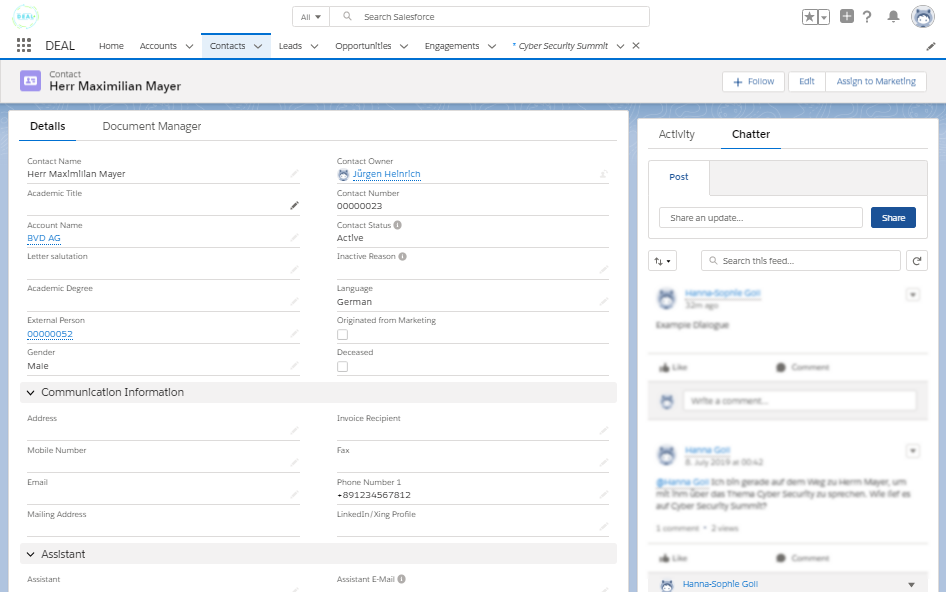 DEAL
All
Search Salesforce
DEAL
Home
Accounts
Contacts
Leads
Opportunities
Engagements
* Cyber Security Summit
Contact
Herr Maximilian Mayer
Follow
Edit
Assign to Marketing
Details
Document Manager
Contact Name
Herr Maximilian Mayer
Academic Title
Account Name
BVD AG
Letter salutation
Academic Degree
External Person
00000052
Gender
Male
Contact Owner
Jürgen Heinrich
Contact Number
00000023
Contact Status
Active
Inactive Reason
Language
German
Originated from Marketing
Deceased
Communication Information
Address
Mobile Number
Email
Mailing Address
Invoice Recipient
Fax
Phone Number 1
+891234567812
LinkedIn/Xing Profile
Assistant
Assistant
Assistant E-Mail
Activity
Chatter
Post
Share an update...
Share
Search this feed...
Hanna-Sophie Goll
32m ago
Example Dialogue
Like
Comment
Write a comment...
Hanna Goll
8. July 2019 at 00:42
@Hanna Goll Ich bin gerade auf dem Weg zu Herrn Mayer, um
mit ihm über das Thema Cyber Security zu sprechen. Wie lief es
auf Cyber Security Summit?
1 comment • 2 views
Like
Comment
Hanna-Sophie Goll